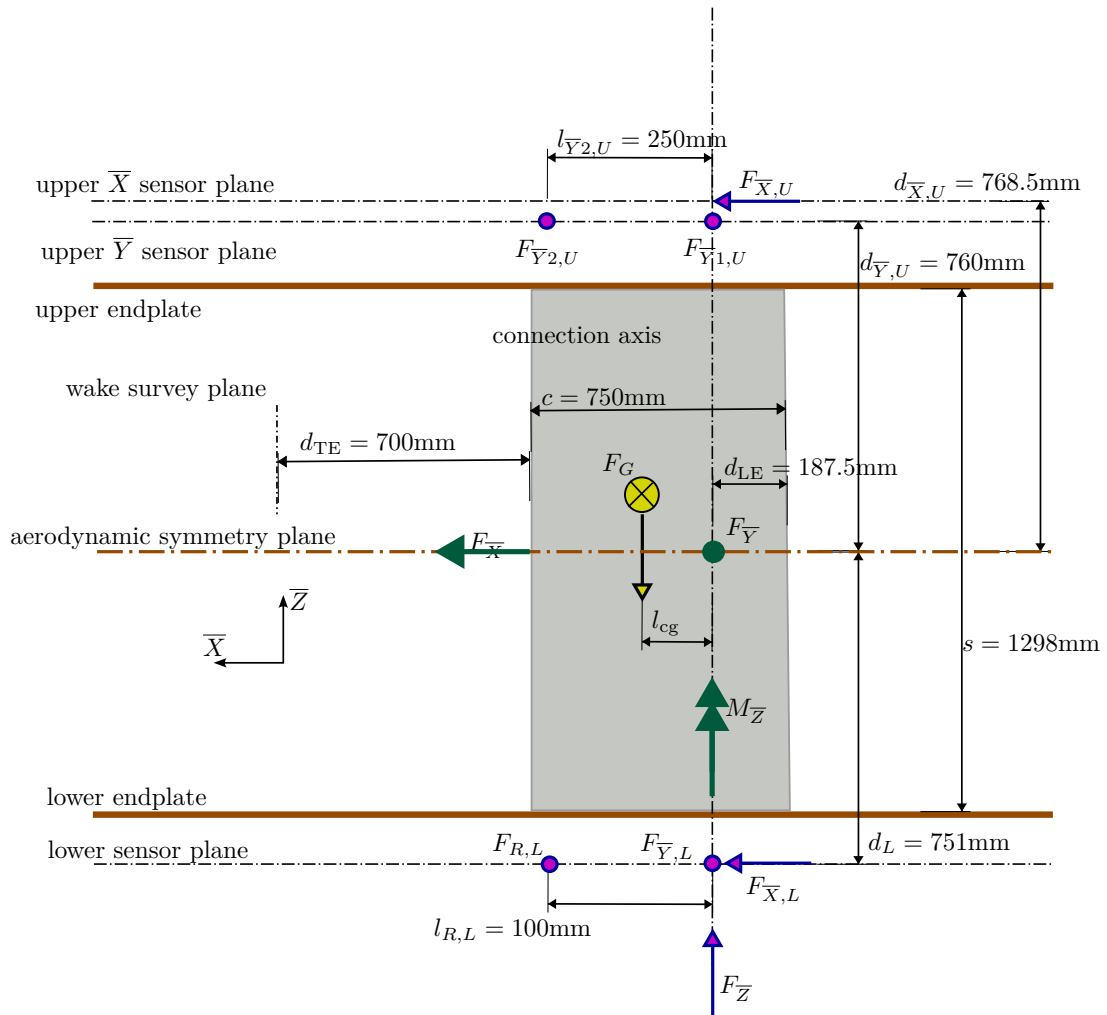 l_{\overline{Y}2,U} = 250mm
upper \overline{X} sensor plane
F_{\overline{X},U}
d_{\overline{X},U} = 768.5mm
upper \overline{Y} sensor plane
F_{\overline{Y}2,U}
F_{\overline{Y}1,U}
d_{\overline{Y},U} = 760mm
upper endplate
connection axis
wake survey plane
c = 750mm
d_{TE} = 700mm
F_G
d_{LE} = 187.5mm
aerodynamic symmetry plane
F_{\overline{X}}
F_{\overline{Y}}
\overline{Z}
\overline{X}
l_{cg}
s = 1298mm
M_{\overline{Z}}
lower endplate
lower sensor plane
F_{R,L}
F_{\overline{Y},L}
d_L = 751mm
F_{\overline{X},L}
l_{R,L} = 100mm
F_{\overline{Z}}